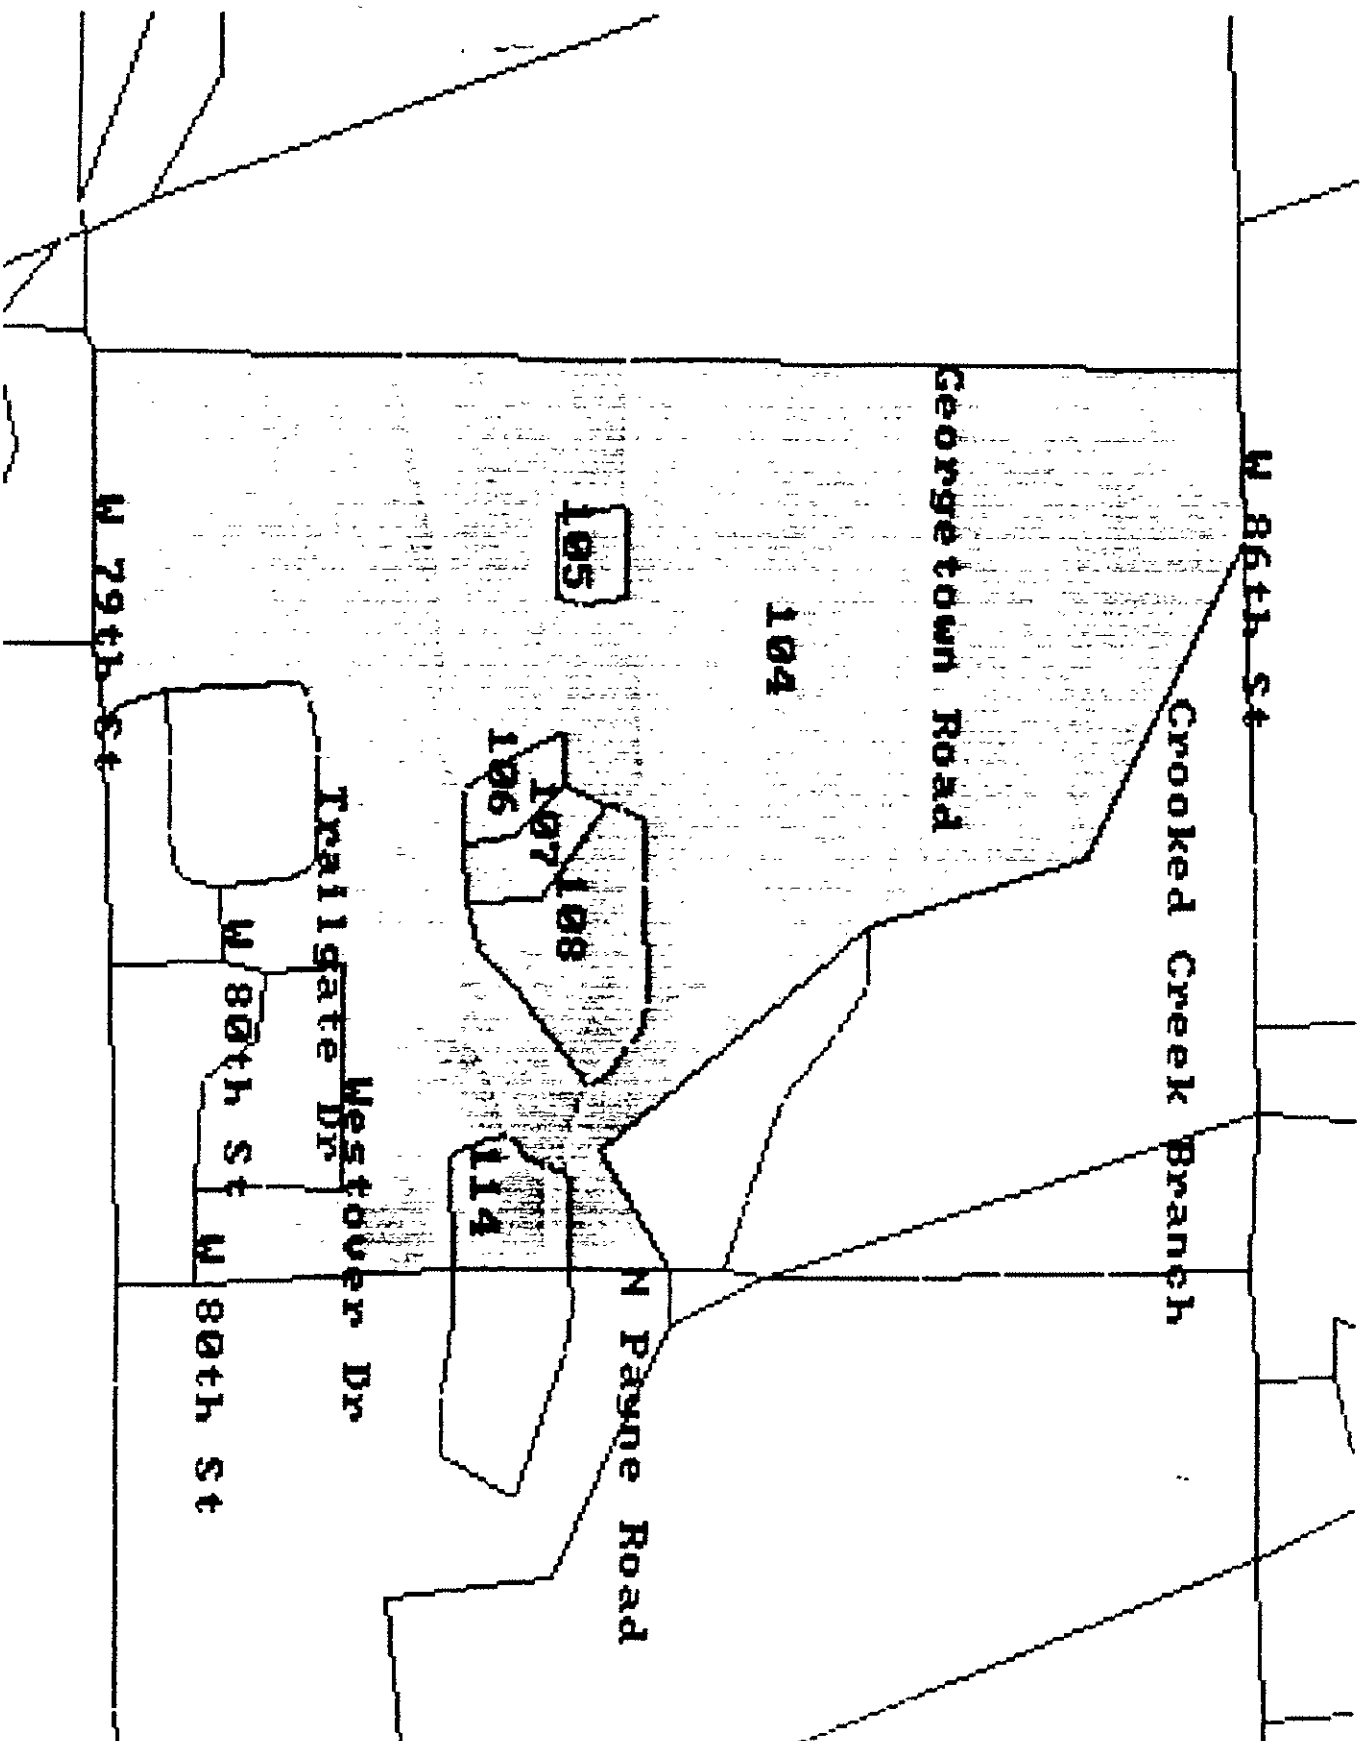 W 86th St
Crooked Creek Branch
Georgetown Road
104
N Payne Road
105
108
107
106
114
Westover Dr
Trailgate Dr
W 80th St
W 80th St
W 79th St